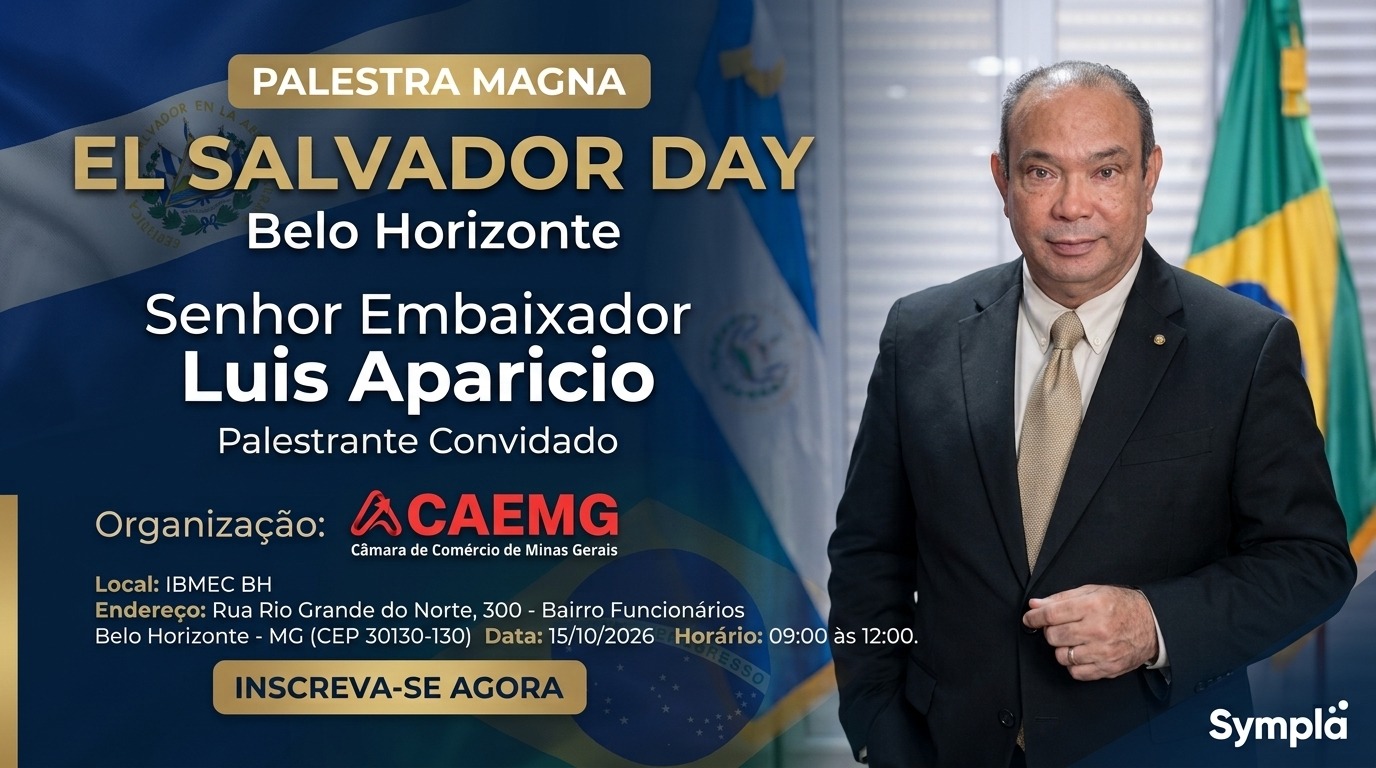 PALESTRA MAGNA
EL SALVADOR DAY
Belo Horizonte
Senhor Embaixador
Luis Aparicio
Palestrante Convidado
Organização: CAEMG
Câmara de Comércio de Minas Gerais
Local: IBMEC BH
Endereço: Rua Rio Grande do Norte, 300 - Bairro Funcionários
Belo Horizonte - MG (CEP 30130-130) Data: 15/10/2026 Horário: 09:00 às 12:00.
INSCREVA-SE AGORA
Symplä